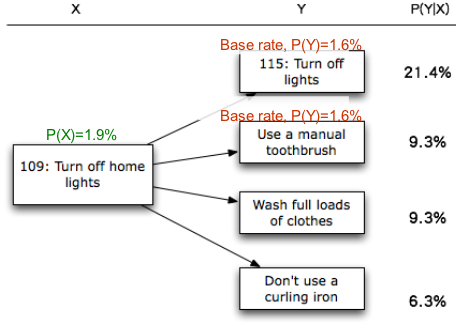 X Y P(Y|X)
Base rate, P(Y)=1.6%
115: Turn off
lights
21.4%
Base rate, P(Y)=1.6%
Use a manual
toothbrush
9.3%
P(X)=1.9%
109: Turn off home
lights
Wash full loads
of clothes
9.3%
Don't use a
curling iron
6.3%